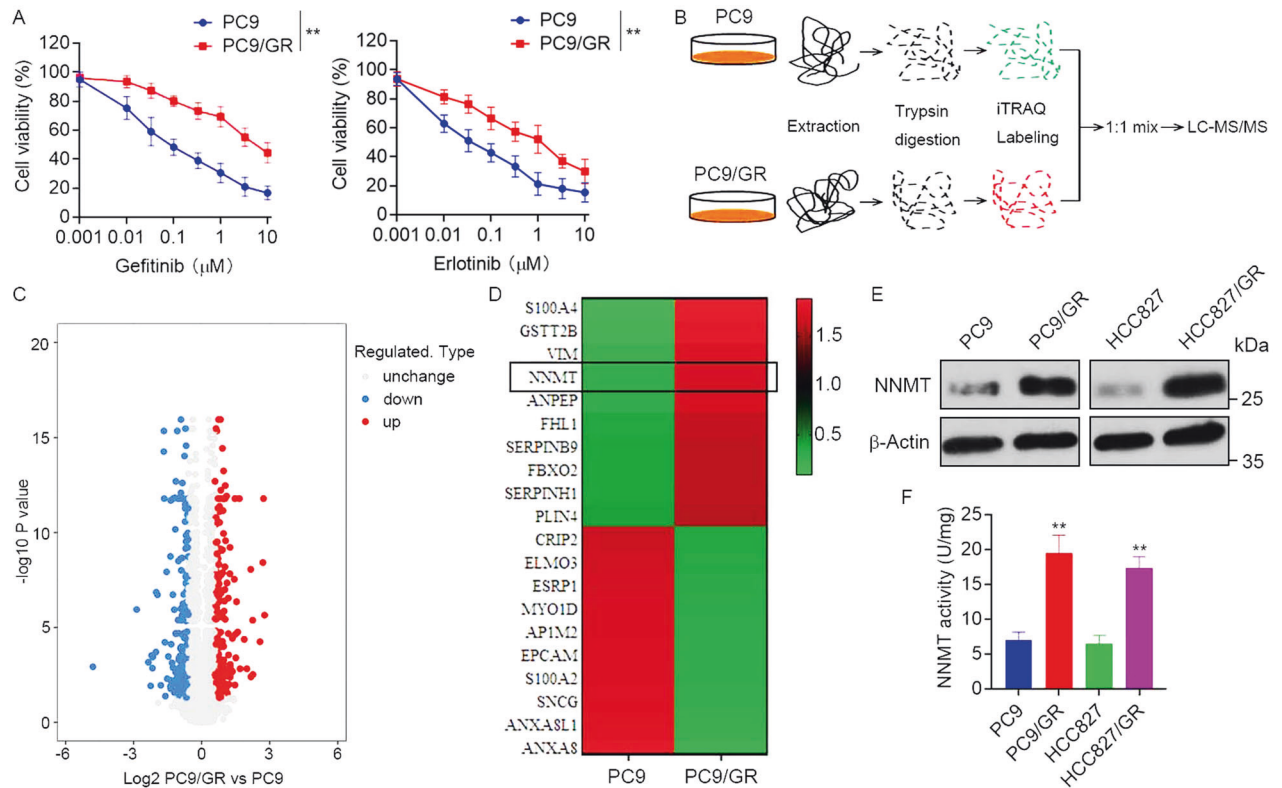 A
PC9
PC9/GR
**
Cell viability (%)
120
100
80
60
40
20
0
0.001 0.01 0.1 1 10
Gefitinib (μM)
PC9
PC9/GR
**
Cell viability (%)
120
100
80
60
40
20
0
0.001 0.01 0.1 1 10
Erlotinib (μM)
B
PC9
Extraction
Trypsin
digestion
iTRAQ
Labeling
1:1 mix
LC-MS/MS
PC9/GR
C
-log10 P value
20
15
10
5
0
-6 -3 0 3 6
Log2 PC9/GR vs PC9
Regulated. Type
unchange
down
up
D
S100A4
GSTT2B
VIM
NNMT
ANPEP
FHL1
SERPINB9
FBXO2
SERPINH1
PLIN4
CRIP2
ELMO3
ESRP1
MYO1D
AP1M2
EPCAM
S100A2
SNCG
ANXA8L1
ANXA8
PC9 PC9/GR
1.5
1.0
0.5
E
PC9 PC9/GR HCC827 HCC827/GR
kDa
NNMT
25
β-Actin
35
F
NNMT activity (U/mg)
25
20
15
10
5
0
** **
PC9 PC9/GR HCC827 HCC827/GR